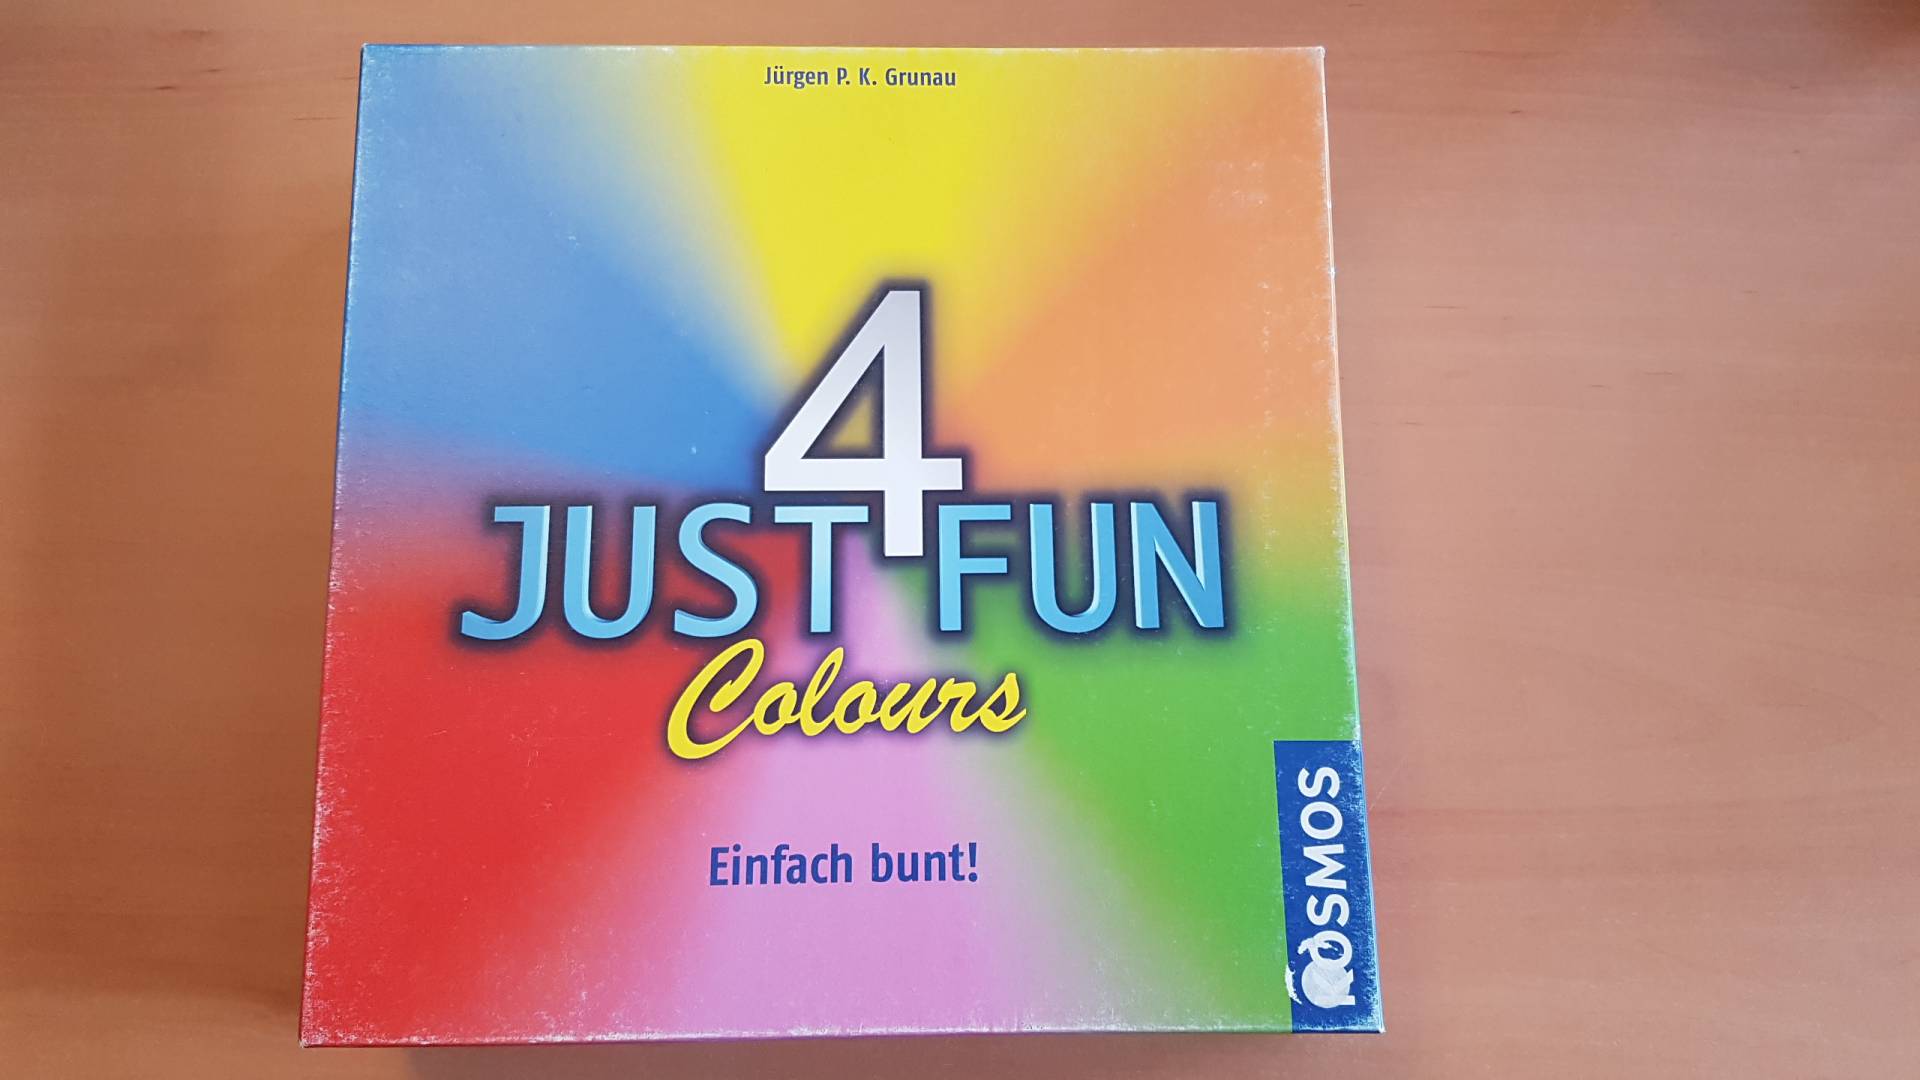 Jürgen P. K. Grunau
4
JUST FUN
Colours
Einfach bunt!
KOSMOS